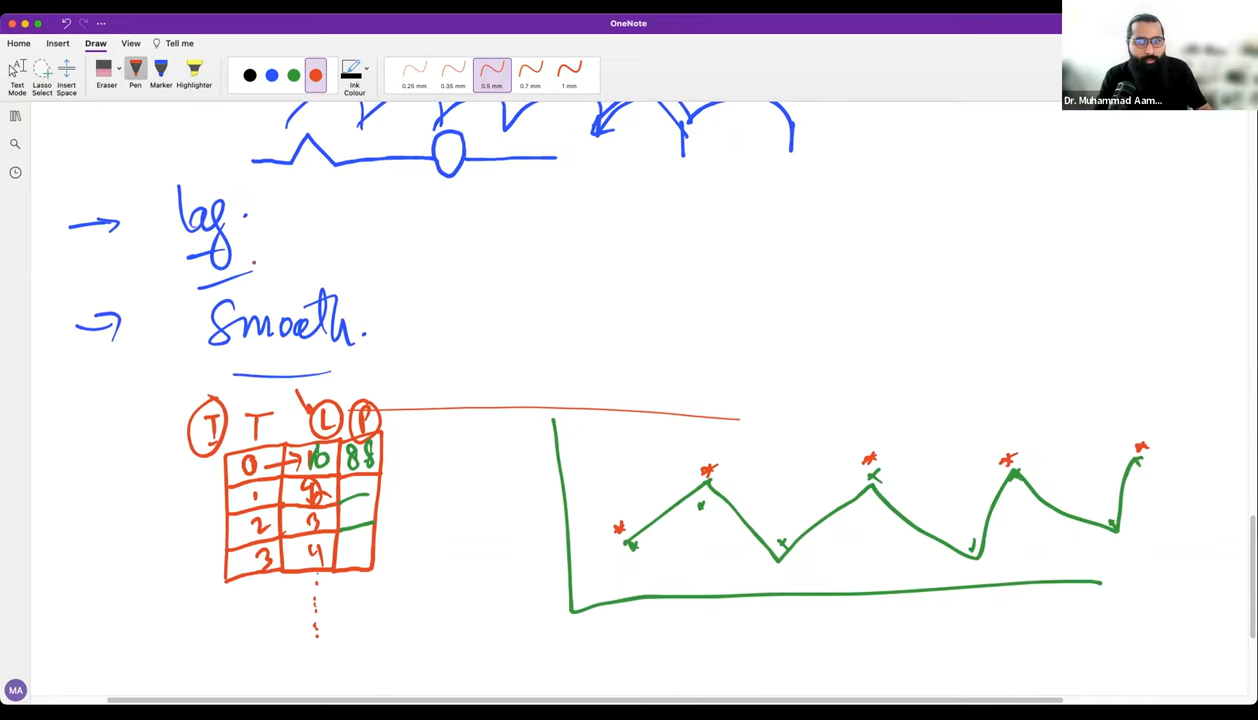 OneNote
Home Insert Draw View Tell me
Text Mode Lasso Select Insert Space Eraser Pen Marker Highlighter 0.25 mm 0.35 mm 0.5 mm 0.7 mm 1 mm Ink Colour
Dr. Muhammad Aam...
lag.
Smooth.
I T L P
0 10 88
1
2 3
3 4
MA